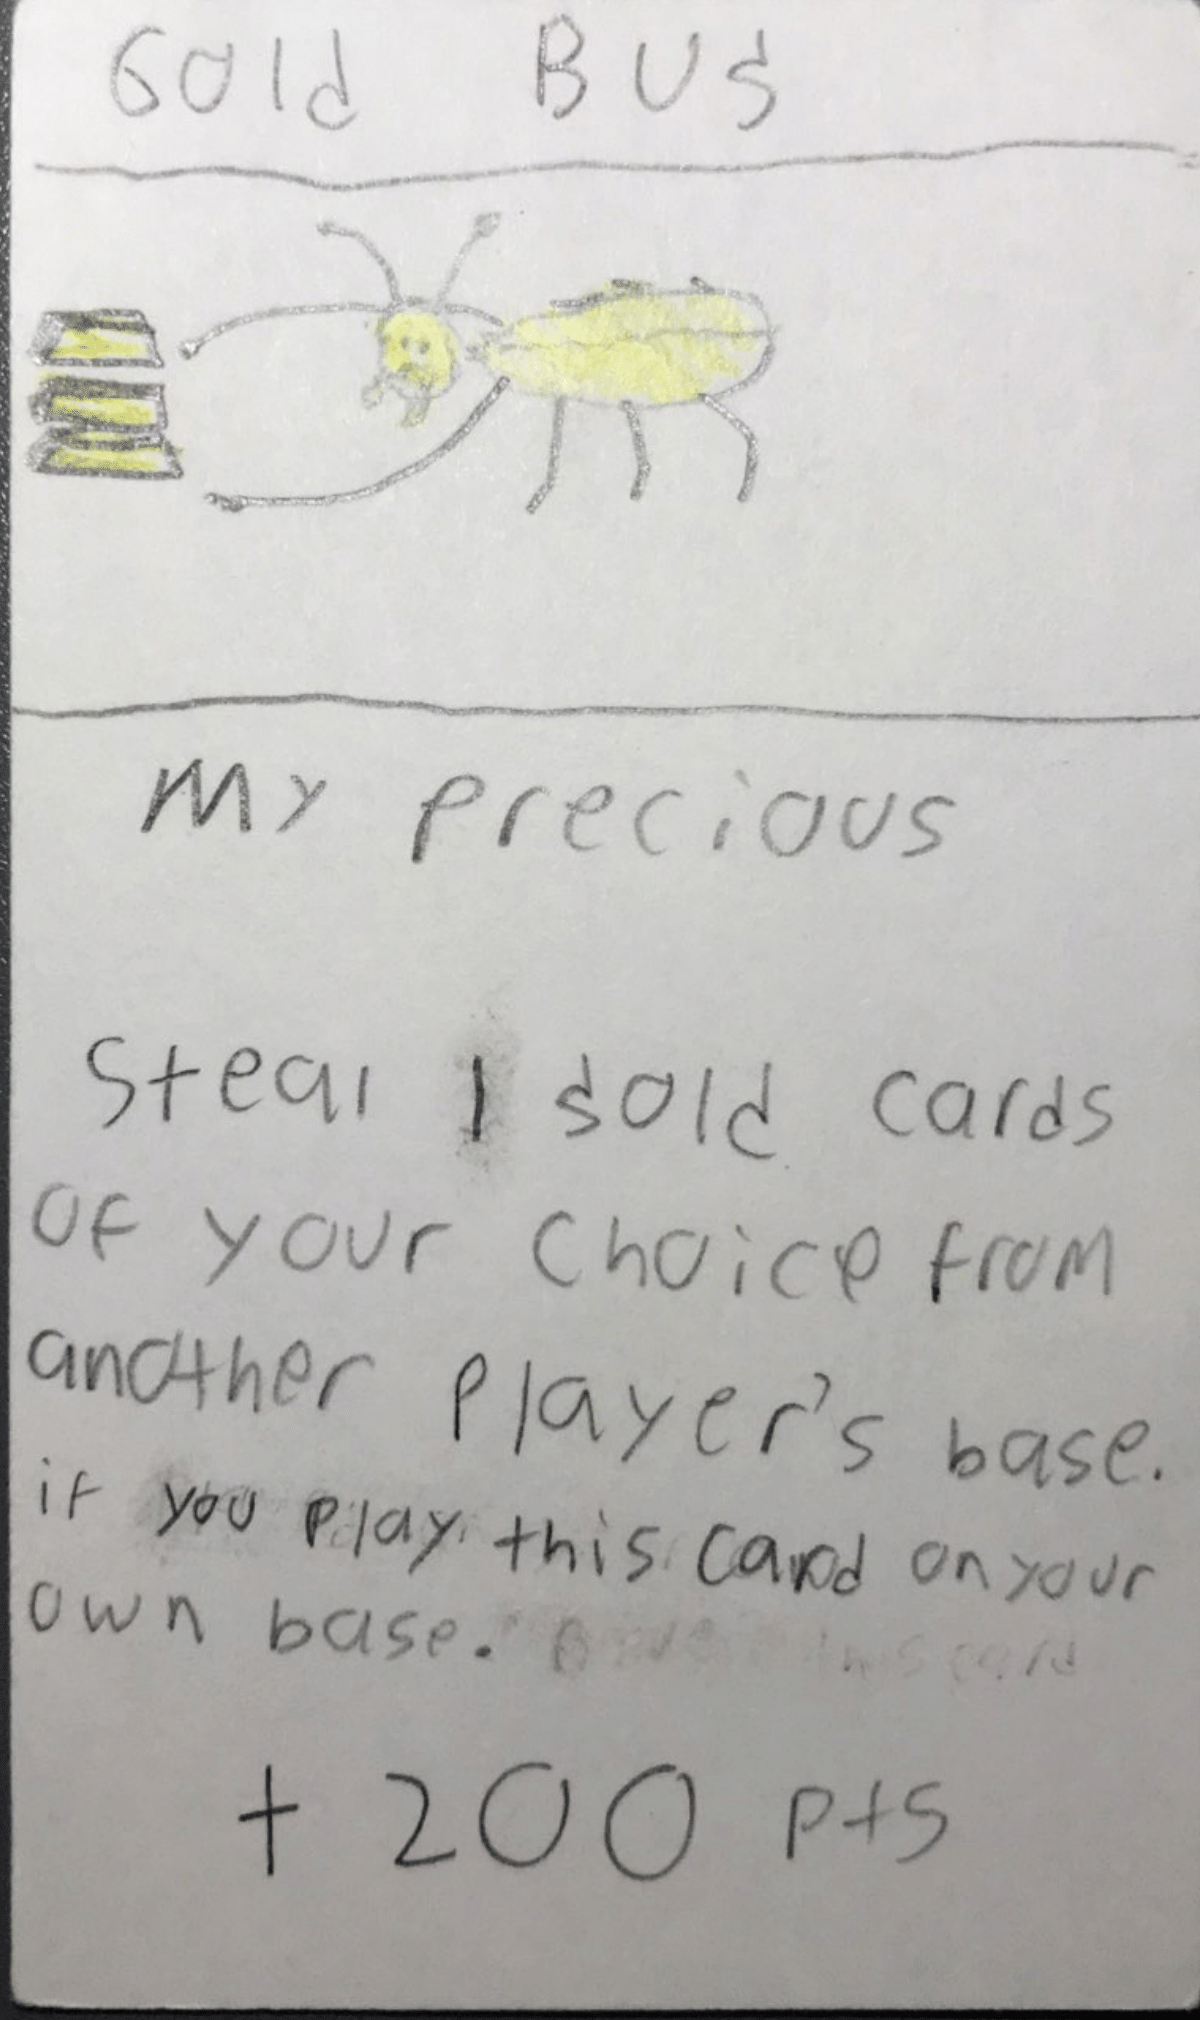 Gold Bug
My precious
Steal 1 gold cards
of your choice from
another player's base.
if you play this card on your
own base.
+ 200 pts